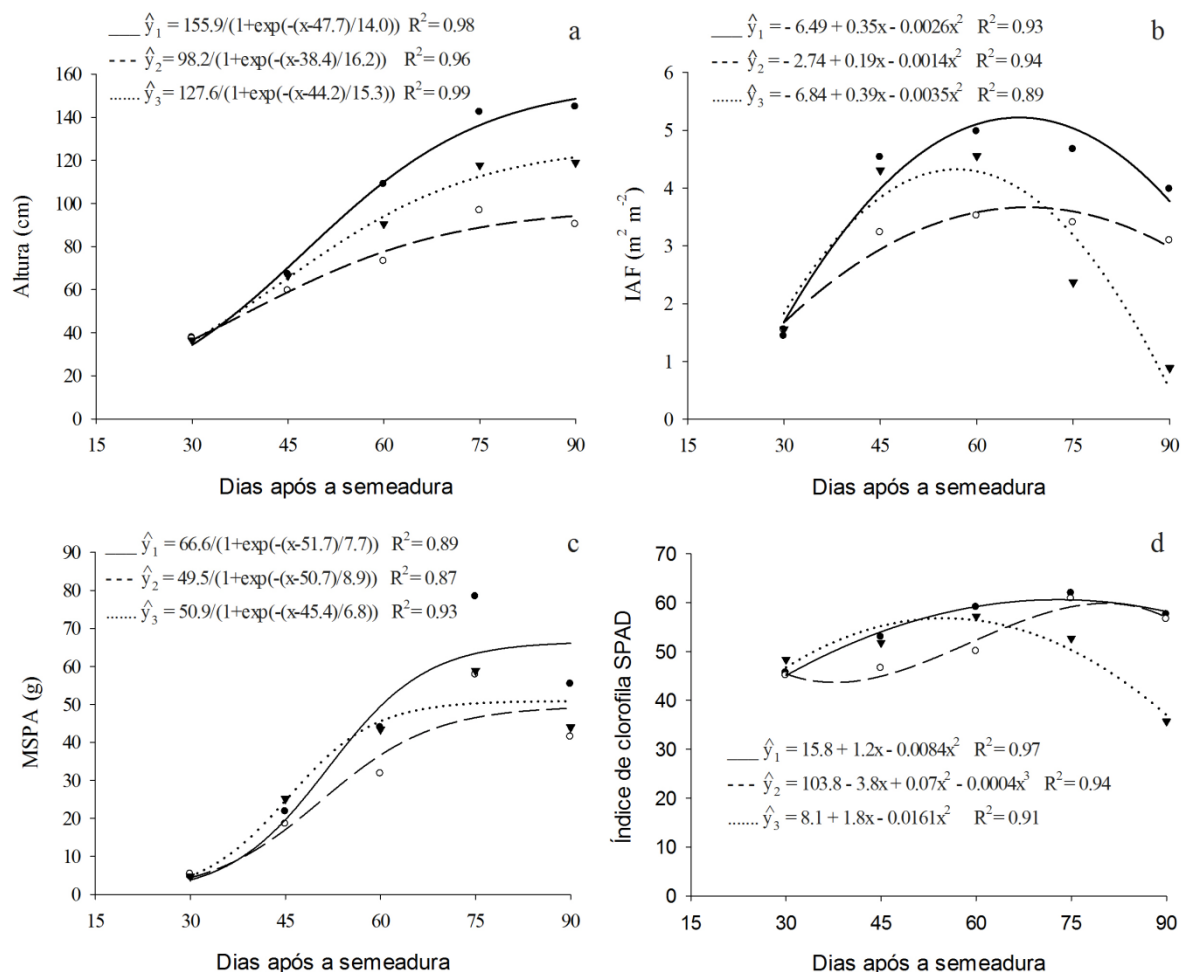 a
ŷ1 = 155.9/(1+exp(-(x-47.7)/14.0)) R² = 0.98
ŷ2 = 98.2/(1+exp(-(x-38.4)/16.2)) R² = 0.96
ŷ3 = 127.6/(1+exp(-(x-44.2)/15.3)) R² = 0.99
160
140
120
100
80
60
40
20
0
Altura (cm)
15 30 45 60 75 90
Dias após a semeadura
b
ŷ1 = - 6.49 + 0.35x - 0.0026x² R² = 0.93
ŷ2 = - 2.74 + 0.19x - 0.0014x² R² = 0.94
ŷ3 = - 6.84 + 0.39x - 0.0035x² R² = 0.89
6
5
4
3
2
1
0
IAF (m² m⁻²)
15 30 45 60 75 90
Dias após a semeadura
c
ŷ1 = 66.6/(1+exp(-(x-51.7)/7.7)) R² = 0.89
ŷ2 = 49.5/(1+exp(-(x-50.7)/8.9)) R² = 0.87
ŷ3 = 50.9/(1+exp(-(x-45.4)/6.8)) R² = 0.93
90
80
70
60
50
40
30
20
10
0
MSPA (g)
15 30 45 60 75 90
Dias após a semeadura
d
70
60
50
40
30
20
10
0
Índice de clorofila SPAD
ŷ1 = 15.8 + 1.2x - 0.0084x² R² = 0.97
ŷ2 = 103.8 - 3.8x + 0.07x² - 0.0004x³ R² = 0.94
ŷ3 = 8.1 + 1.8x - 0.0161x² R² = 0.91
15 30 45 60 75 90
Dias após a semeadura